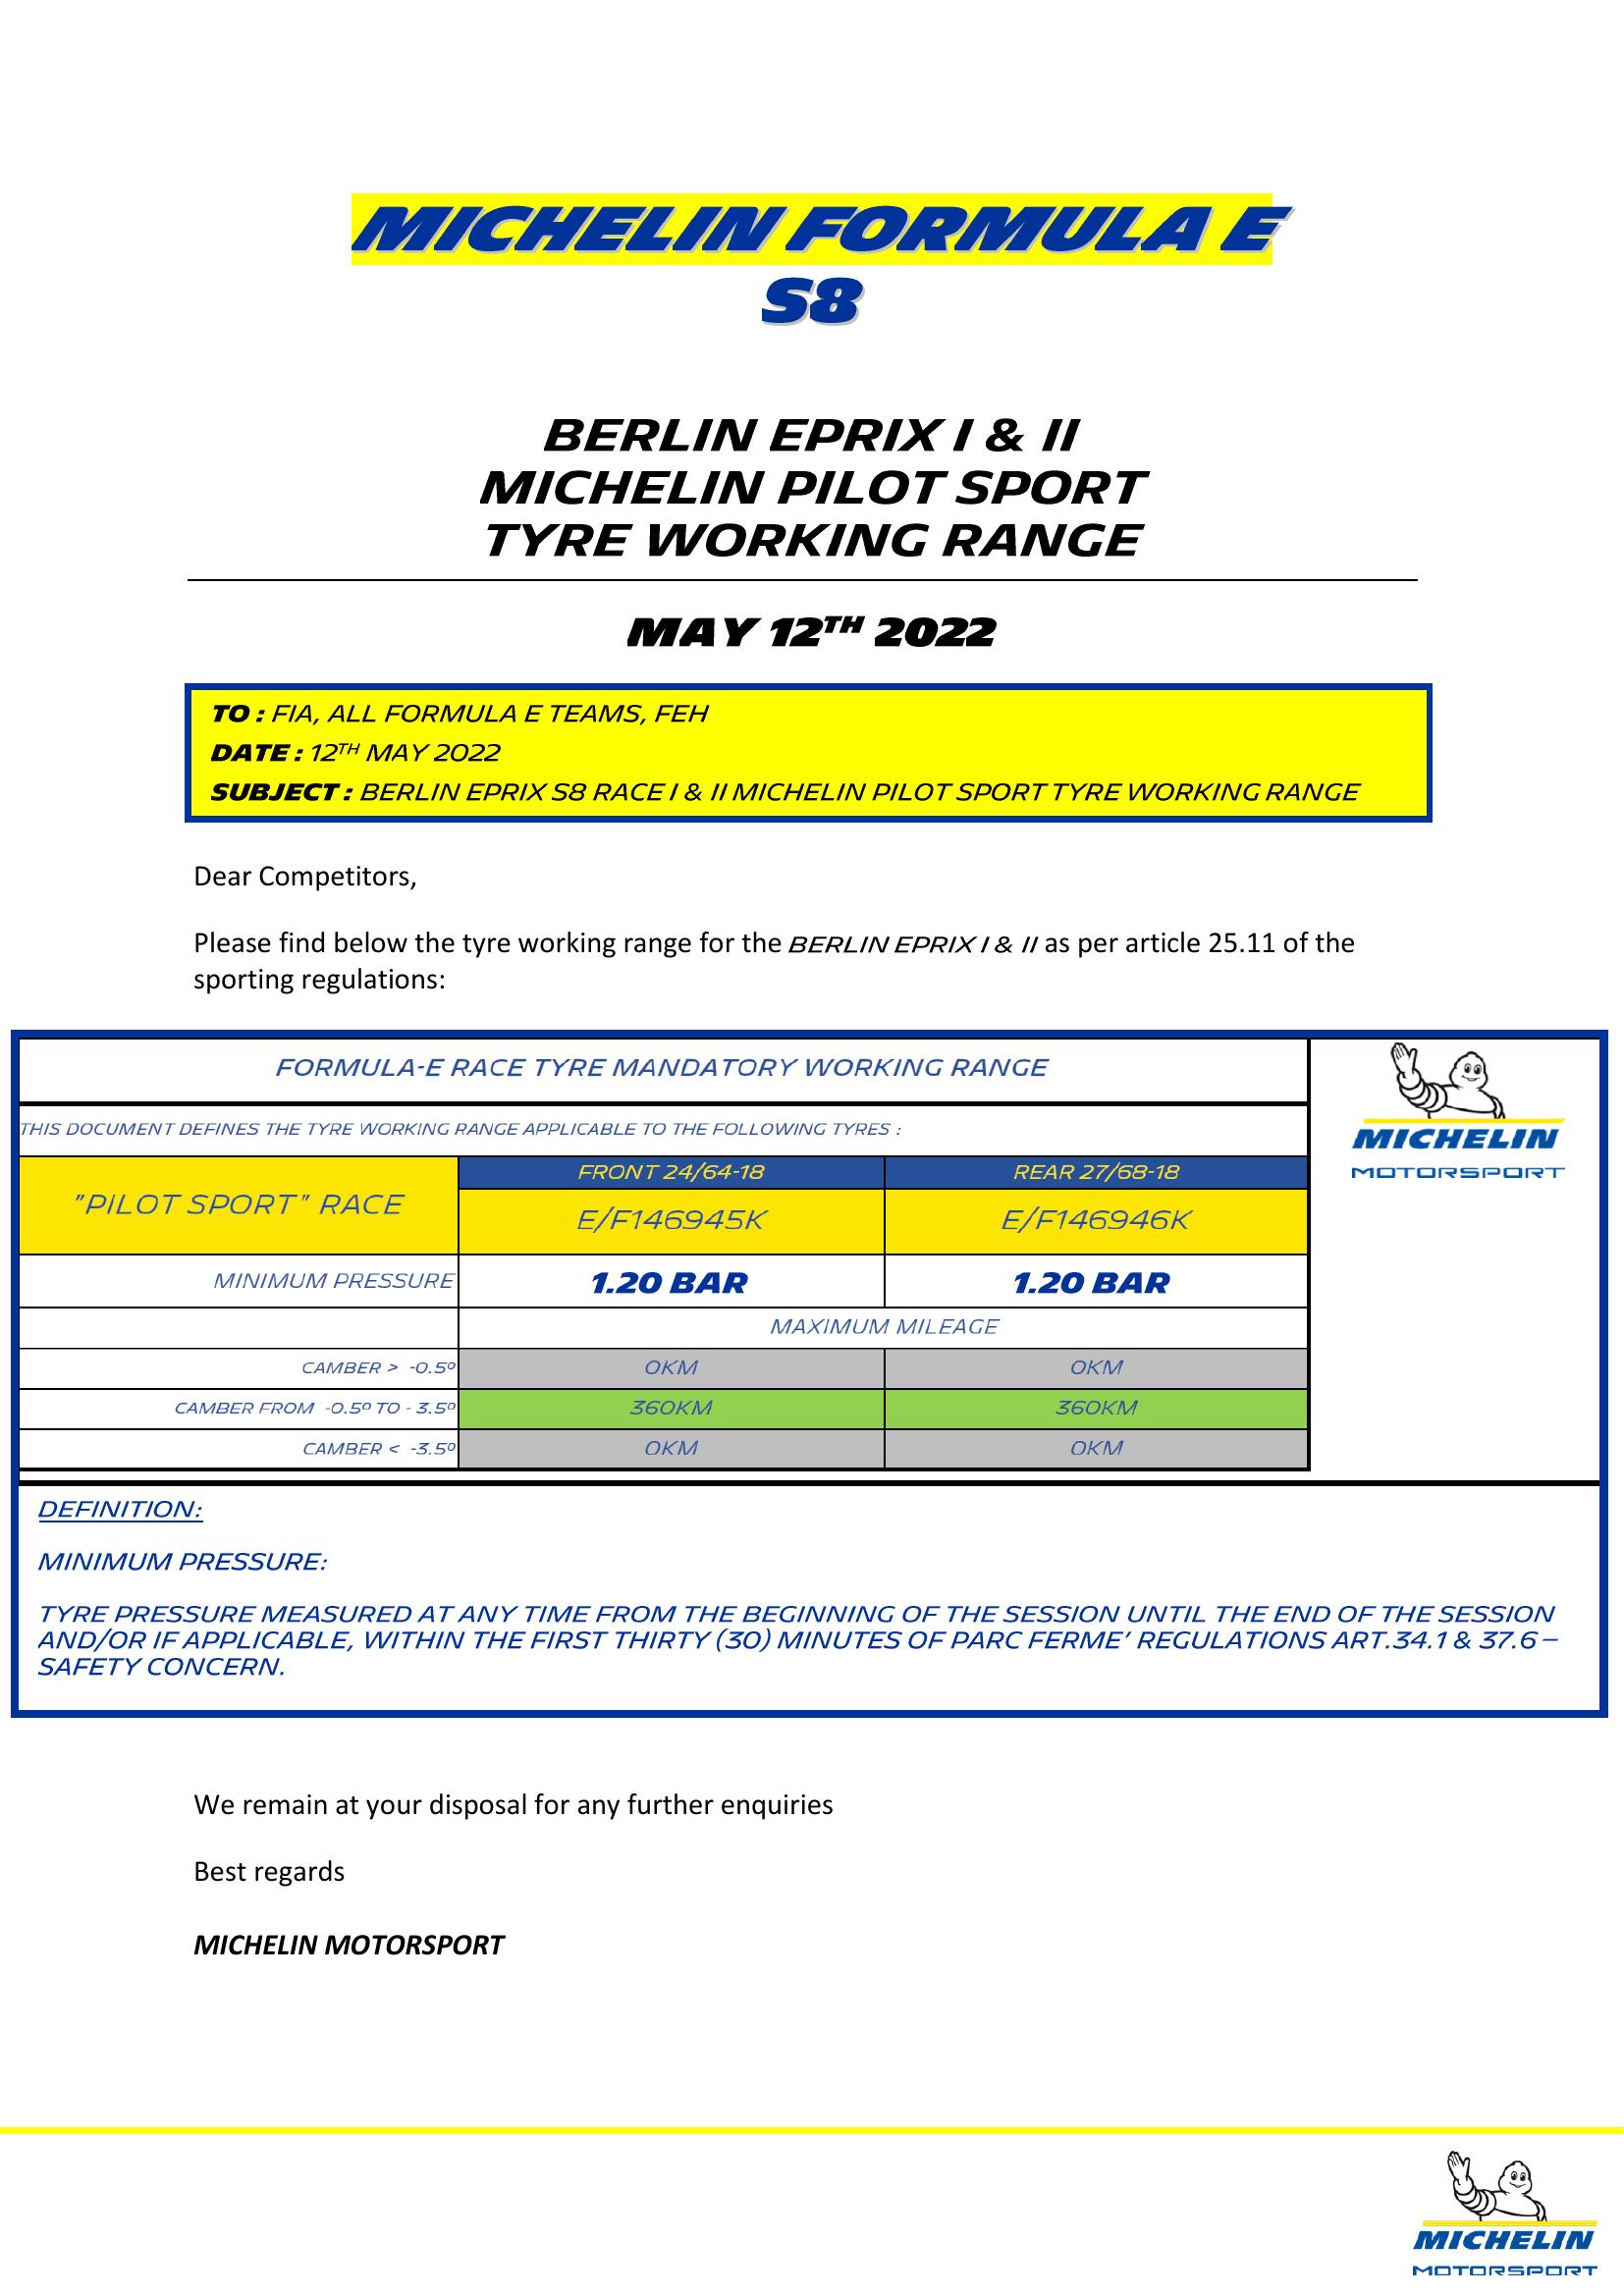 MICHELIN FORMULA E
S8
BERLIN EPRIX I & II
MICHELIN PILOT SPORT
TYRE WORKING RANGE
MAY 12TH 2022
TO : FIA, ALL FORMULA E TEAMS, FEH
DATE : 12TH MAY 2022
SUBJECT : BERLIN EPRIX S8 RACE I & II MICHELIN PILOT SPORT TYRE WORKING RANGE
Dear Competitors,
Please find below the tyre working range for the BERLIN EPRIX I & II as per article 25.11 of the
sporting regulations:
FORMULA-E RACE TYRE MANDATORY WORKING RANGE
MICHELIN
MOTORSPORT
THIS DOCUMENT DEFINES THE TYRE WORKING RANGE APPLICABLE TO THE FOLLOWING TYRES :
"PILOT SPORT" RACE
FRONT 24/64-18 REAR 27/68-18
E/F146945K E/F146946K
MINIMUM PRESSURE 1.20 BAR 1.20 BAR
MAXIMUM MILEAGE
CAMBER > -0.5º 0KM 0KM
CAMBER FROM -0.5º TO - 3.5º 360KM 360KM
CAMBER < -3.5º 0KM 0KM
DEFINITION:
MINIMUM PRESSURE:
TYRE PRESSURE MEASURED AT ANY TIME FROM THE BEGINNING OF THE SESSION UNTIL THE END OF THE SESSION
AND/OR IF APPLICABLE, WITHIN THE FIRST THIRTY (30) MINUTES OF PARC FERME’ REGULATIONS ART.34.1 & 37.6 –
SAFETY CONCERN.
We remain at your disposal for any further enquiries
Best regards
MICHELIN MOTORSPORT
MICHELIN
MOTORSPORT